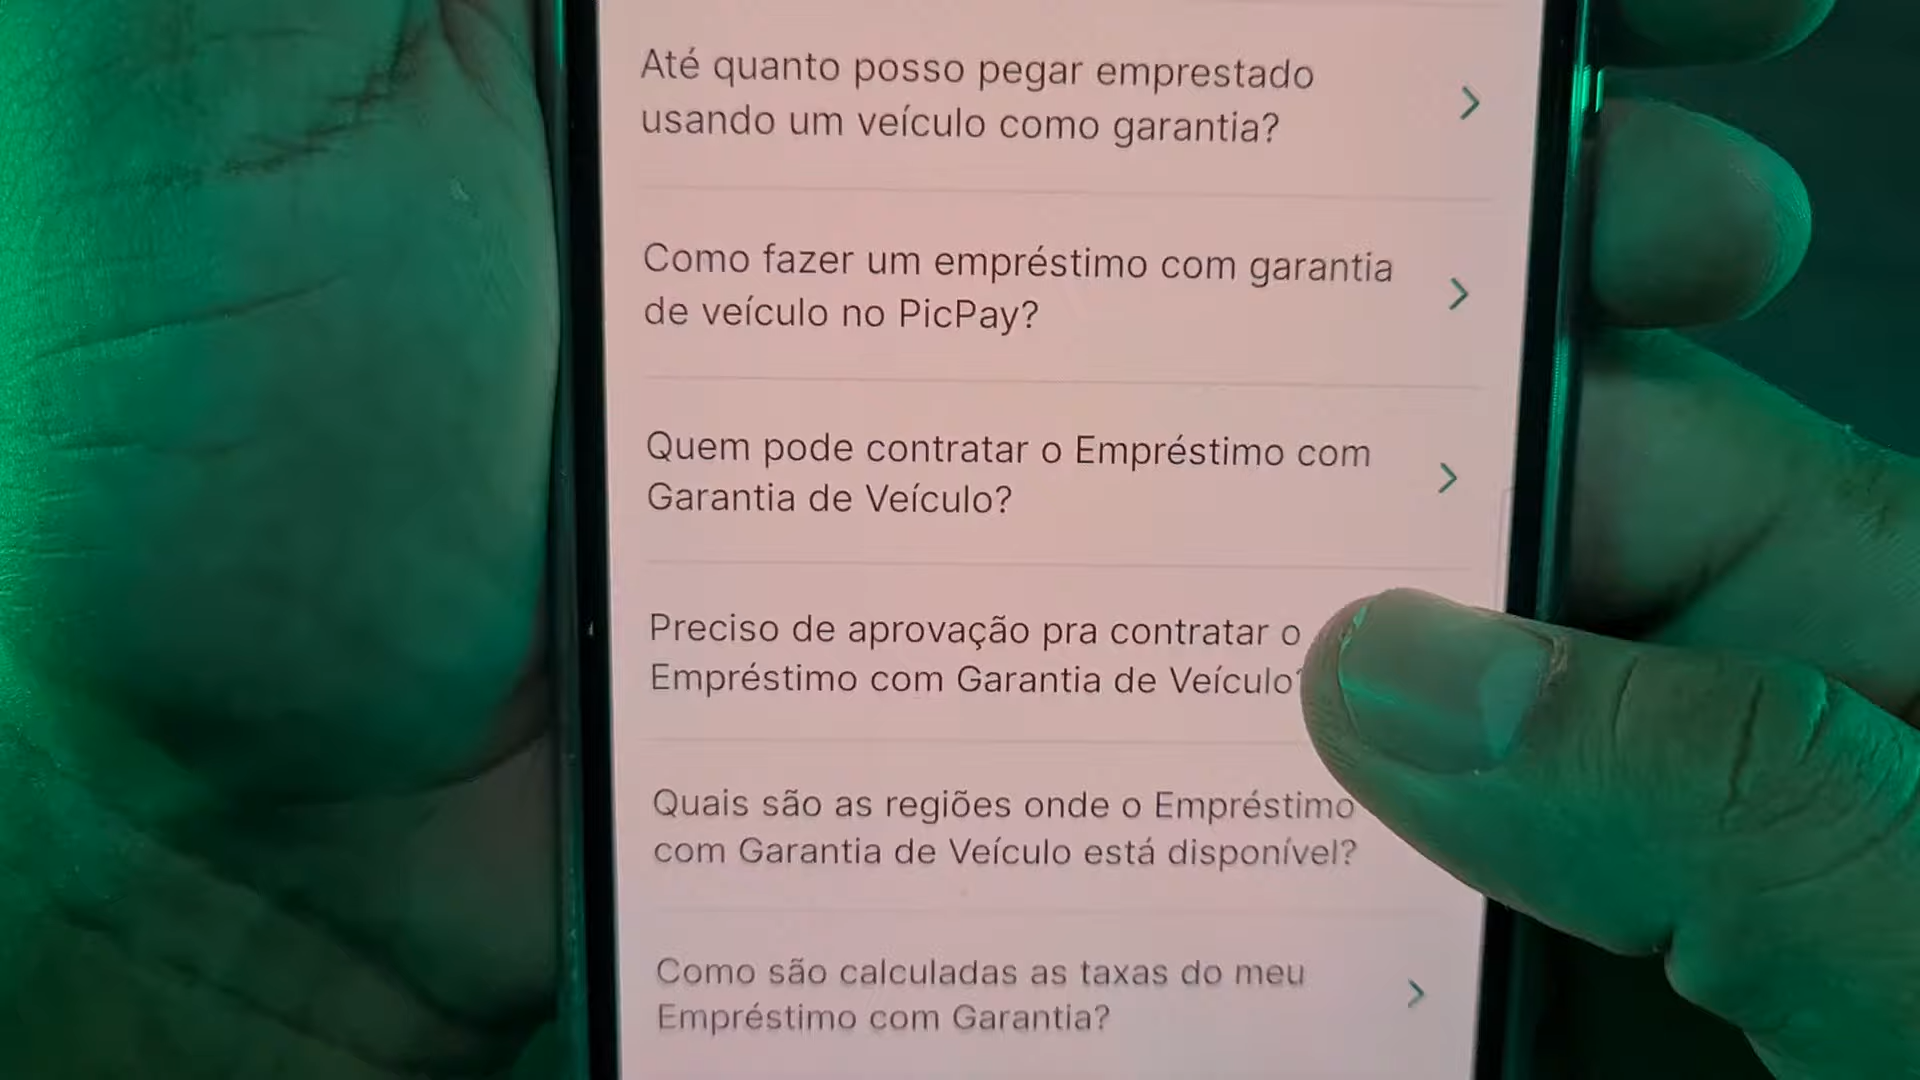 Até quanto posso pegar emprestado
usando um veículo como garantia?
Como fazer um empréstimo com garantia
de veículo no PicPay?
Quem pode contratar o Empréstimo com
Garantia de Veículo?
Preciso de aprovação pra contratar o
Empréstimo com Garantia de Veículo?
Quais são as regiões onde o Empréstimo
com Garantia de Veículo está disponível?
Como são calculadas as taxas do meu
Empréstimo com Garantia?